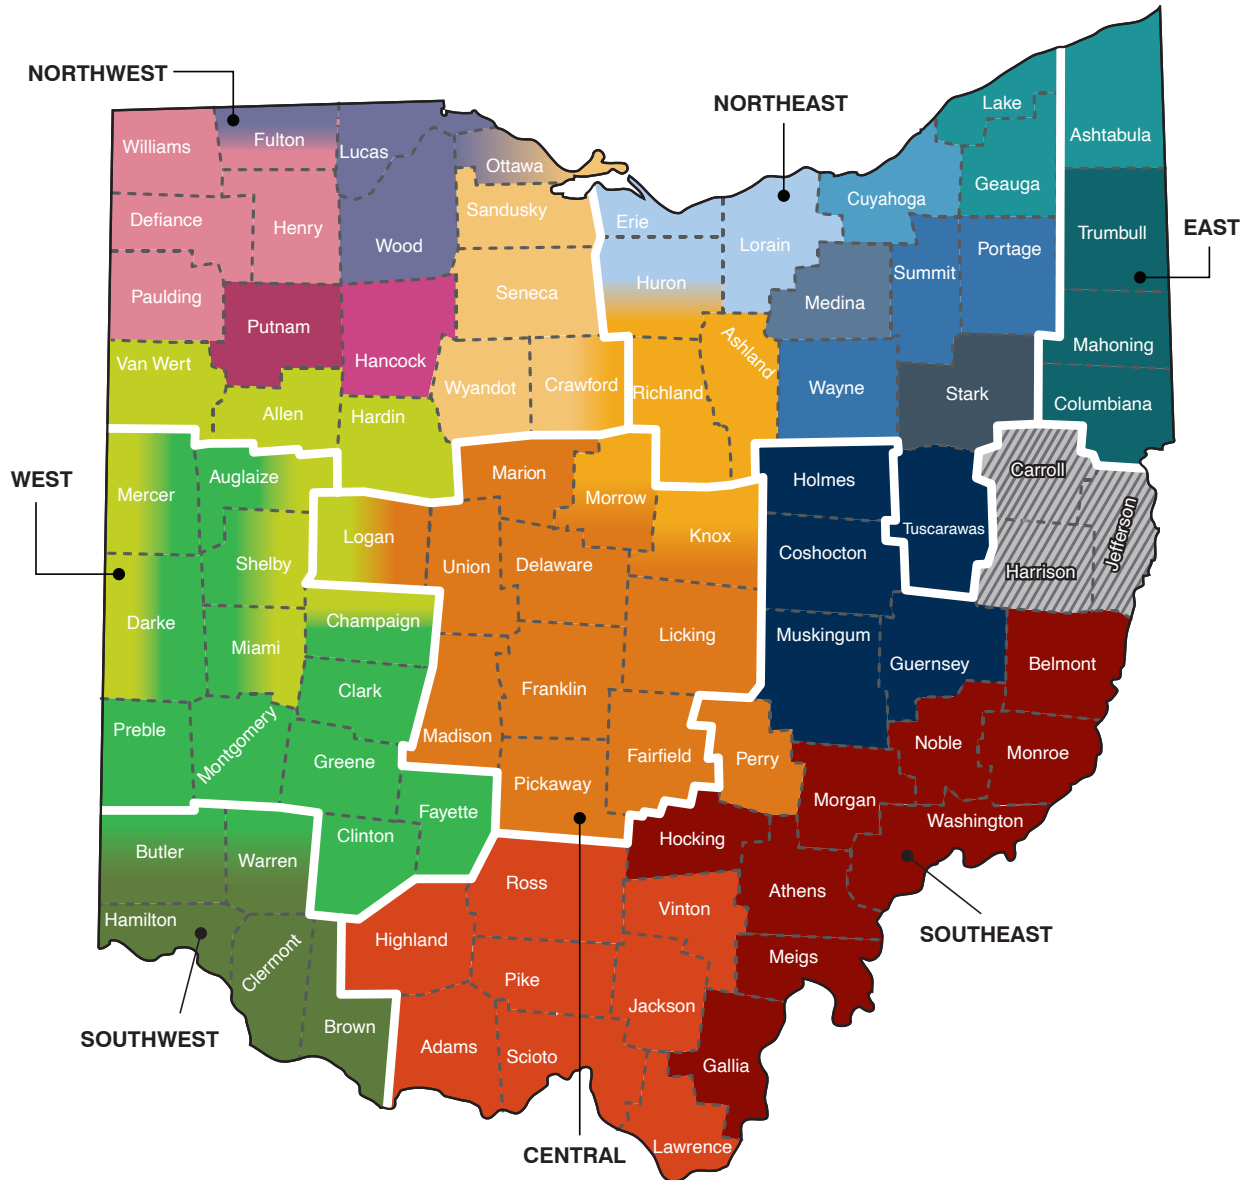 NORTHWEST
NORTHEAST
Lake
Ashtabula
Williams
Fulton
Lucas
Ottawa
Geauga
Cuyahoga
Defiance
Henry
Wood
Sandusky
Erie
Lorain
Trumbull
EAST
Summit
Portage
Paulding
Putnam
Seneca
Huron
Medina
Van Wert
Hancock
Wyandot
Crawford
Richland
Ashland
Wayne
Stark
Mahoning
Columbiana
Allen
Hardin
WEST
Mercer
Auglaize
Marion
Morrow
Holmes
Carroll
Jefferson
Logan
Knox
Tuscarawas
Shelby
Union
Delaware
Coshocton
Harrison
Darke
Champaign
Miami
Licking
Muskingum
Guernsey
Belmont
Clark
Franklin
Preble
Montgomery
Greene
Madison
Fairfield
Perry
Noble
Monroe
Pickaway
Morgan
Fayette
Clinton
Hocking
Washington
Butler
Warren
Ross
Vinton
Athens
Hamilton
Highland
SOUTHEAST
Clermont
Pike
Meigs
Jackson
SOUTHWEST
Brown
Adams
Scioto
Gallia
CENTRAL
Lawrence